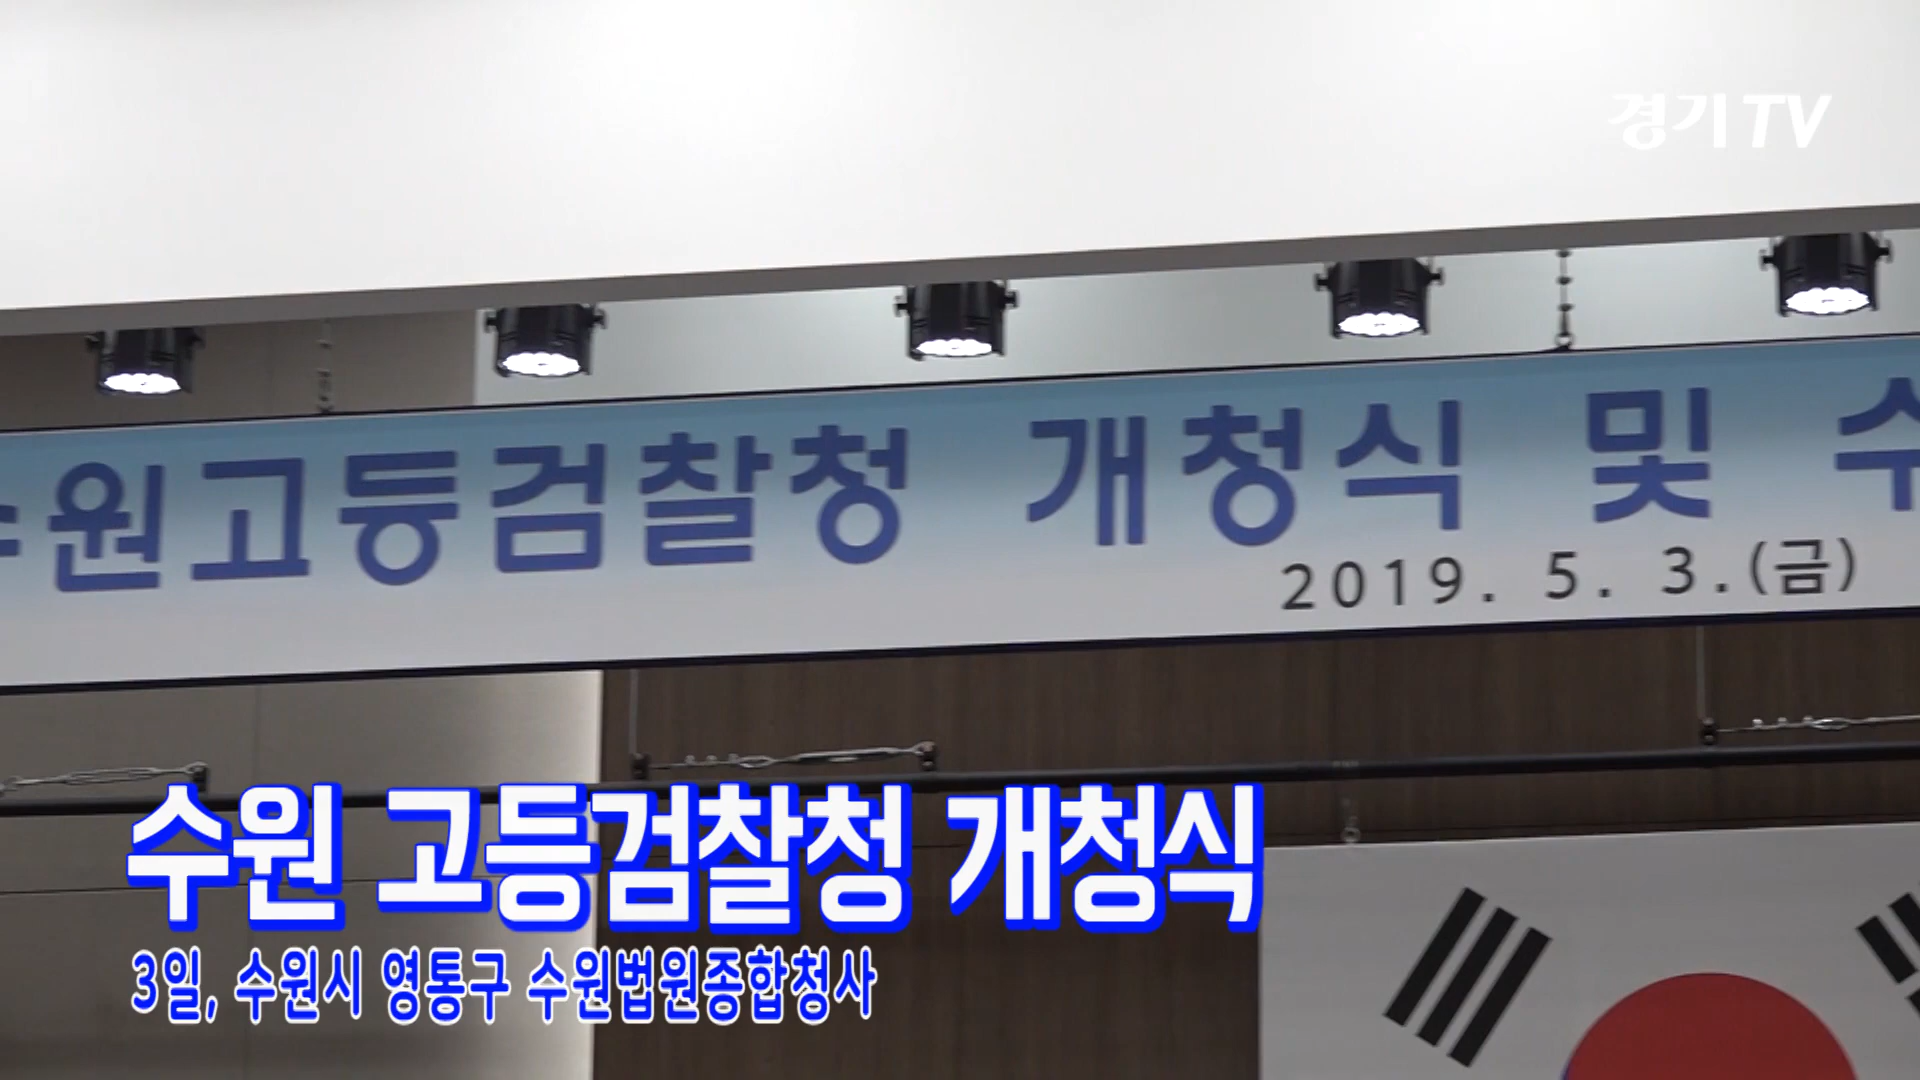 경기TV
수원고등검찰청 개청식 및 수
2019. 5. 3.(금)
수원 고등검찰청 개청식
3일, 수원시 영통구 수원법원종합청사